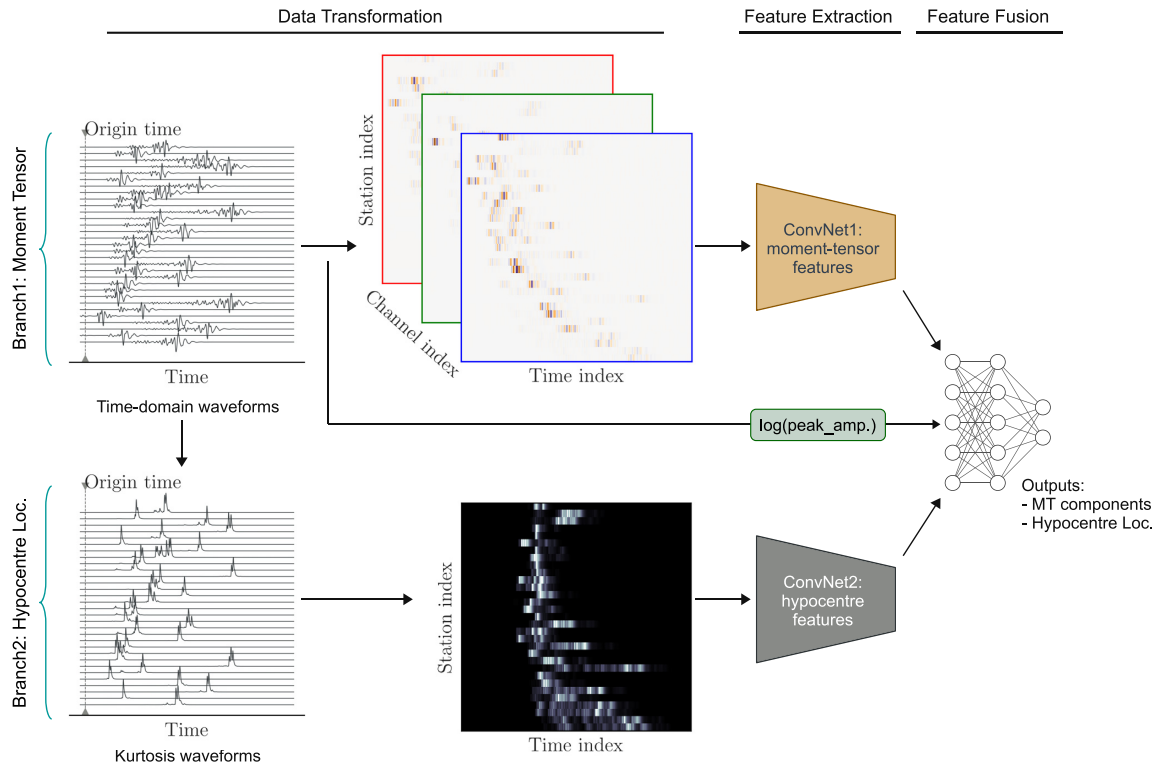 Data Transformation
Feature Extraction
Feature Fusion
Branch1: Moment Tensor
Origin time
Time
Time-domain waveforms
Station index
Channel index
Time index
ConvNet1:
moment-tensor
features
log(peak_amp.)
Outputs:
- MT components
- Hypocentre Loc.
Branch2: Hypocentre Loc.
Origin time
Time
Kurtosis waveforms
Station index
Time index
ConvNet2:
hypocentre
features